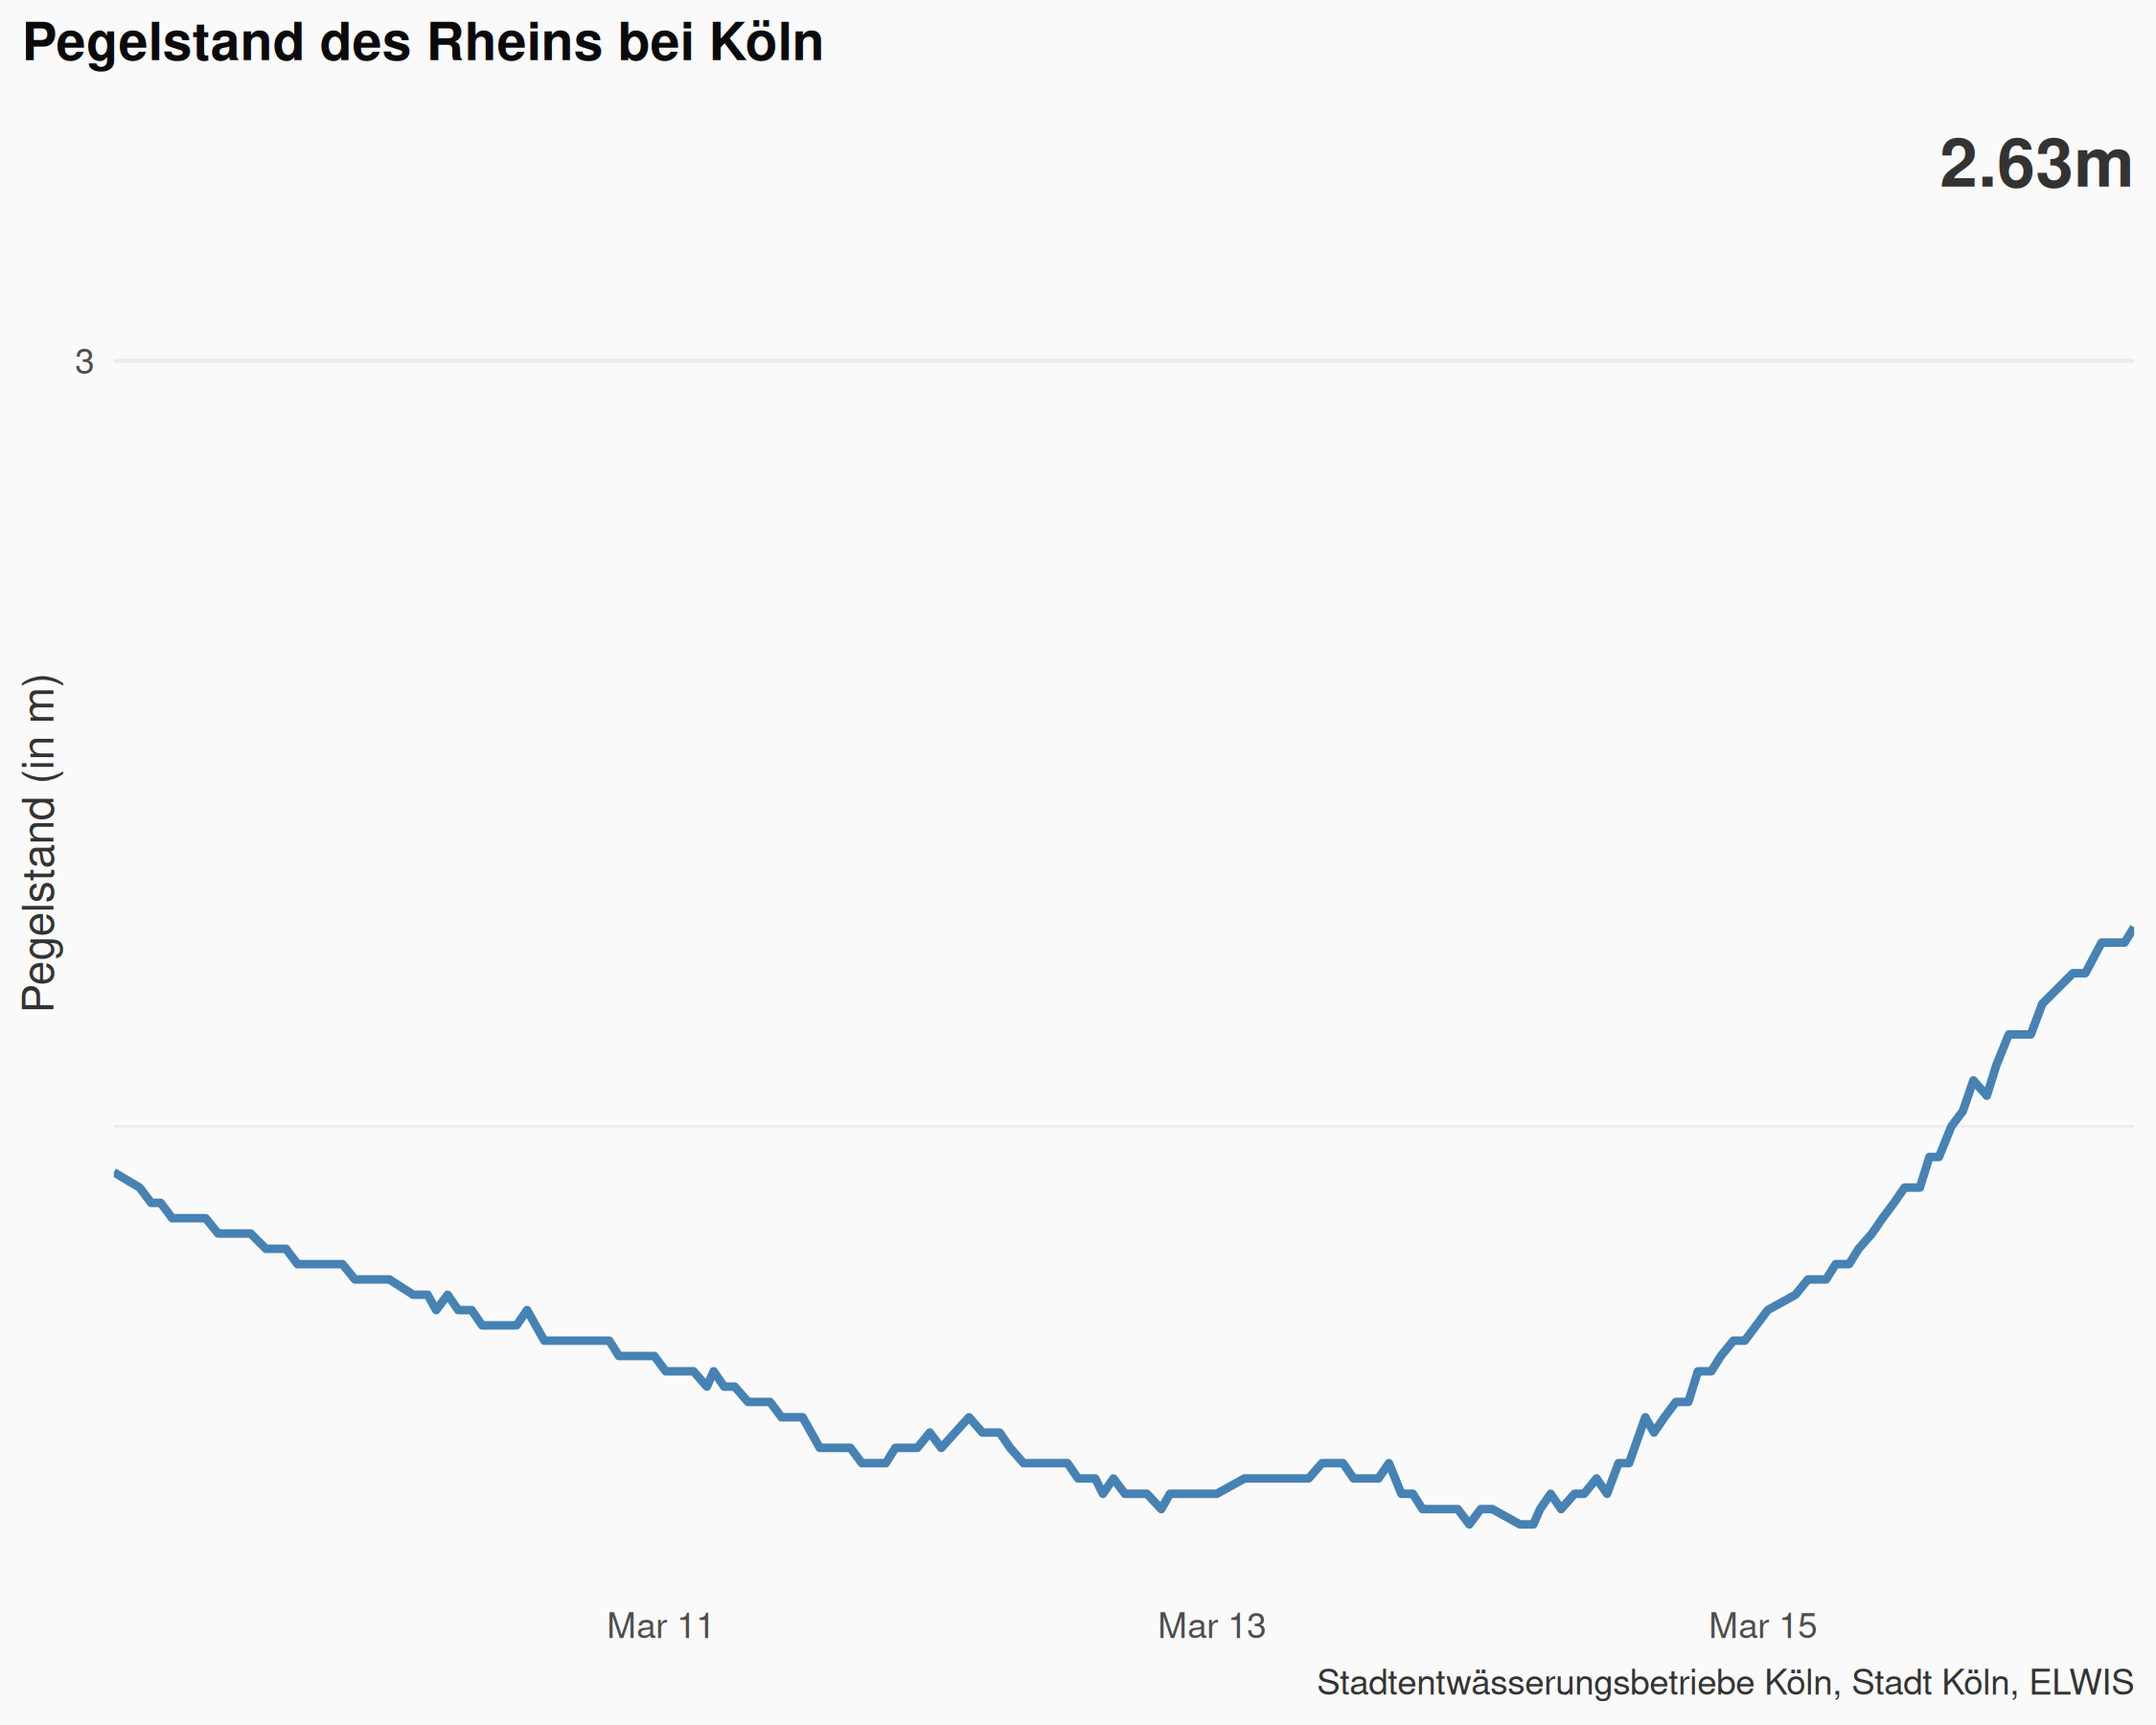 Pegelstand des Rheins bei Köln
2.63m
3
Pegelstand (in m)
Mar 11
Mar 13
Mar 15
Stadtentwässerungsbetriebe Köln, Stadt Köln, ELWIS